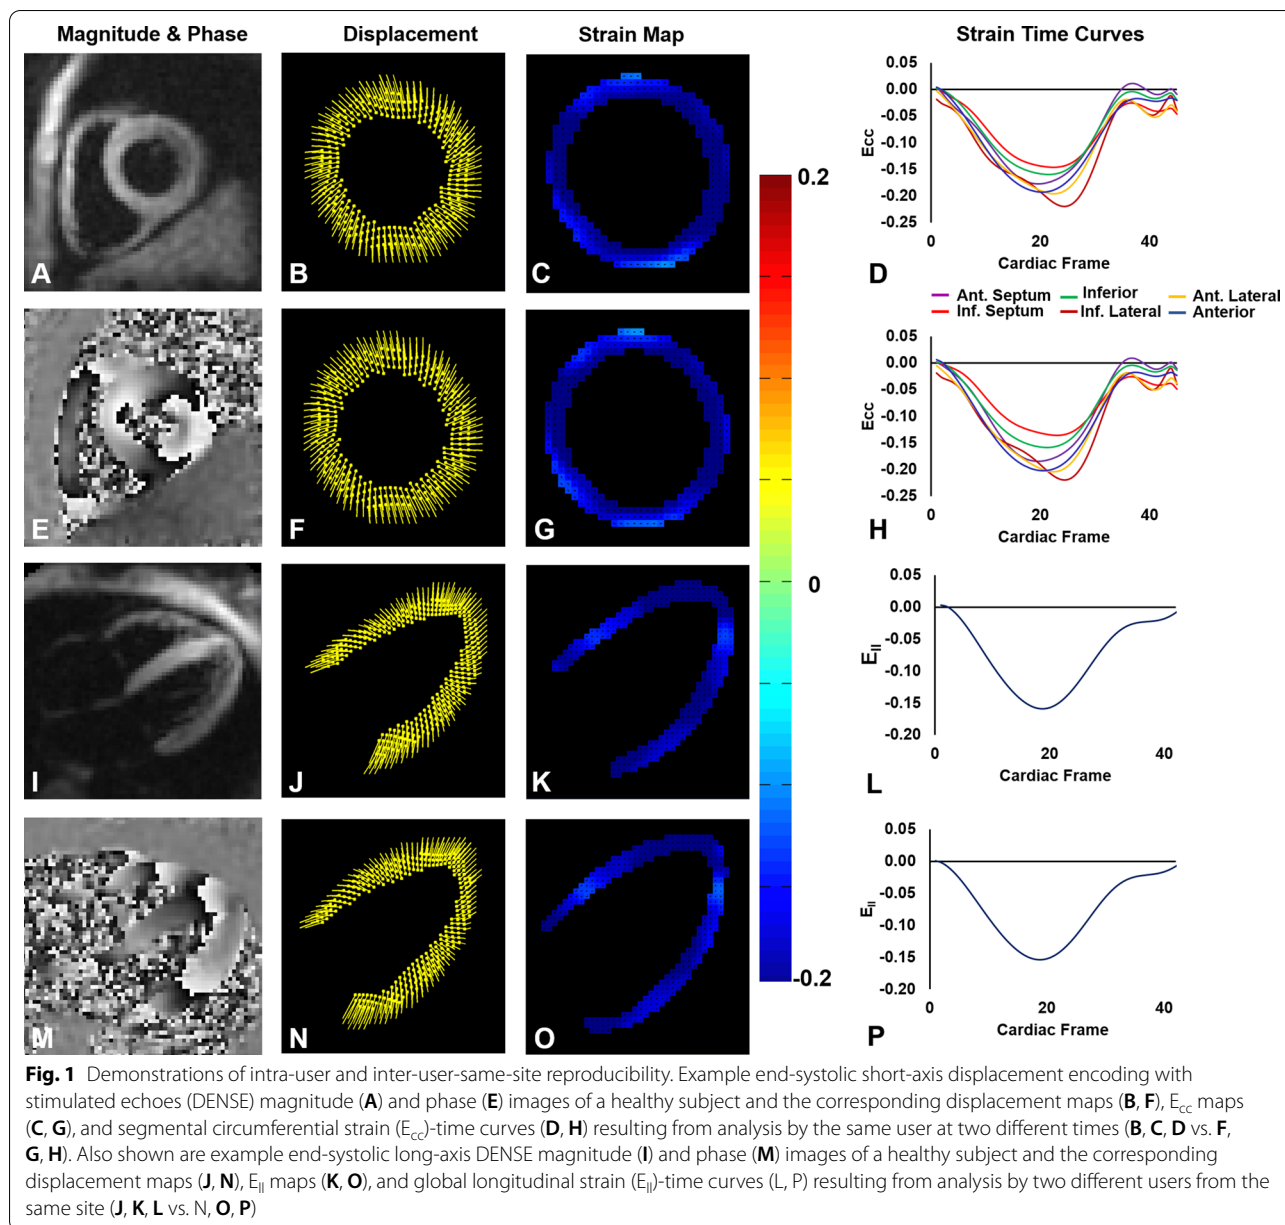 Magnitude & Phase Displacement Strain Map Strain Time Curves
0.05
0.00
-0.05
-0.10
-0.15
-0.20
-0.25
Ecc
0 20 40
Cardiac Frame
A B C D
0.2
0
-0.2
Ant. Septum Inferior Ant. Lateral
Inf. Septum Inf. Lateral Anterior
0.05
0.00
-0.05
-0.10
-0.15
-0.20
-0.25
Ecc
0 20 40
Cardiac Frame
E F G H
0.05
0.00
-0.05
-0.10
-0.15
-0.20
E||
0 20 40
Cardiac Frame
I J K L
0.05
0.00
-0.05
-0.10
-0.15
-0.20
E||
0 20 40
Cardiac Frame
M N O P
Fig. 1 Demonstrations of intra-user and inter-user-same-site reproducibility. Example end-systolic short-axis displacement encoding with
stimulated echoes (DENSE) magnitude (A) and phase (E) images of a healthy subject and the corresponding displacement maps (B, F), Ecc maps
(C, G), and segmental circumferential strain (Ecc)-time curves (D, H) resulting from analysis by the same user at two different times (B, C, D vs. F,
G, H). Also shown are example end-systolic long-axis DENSE magnitude (I) and phase (M) images of a healthy subject and the corresponding
displacement maps (J, N), E|| maps (K, O), and global longitudinal strain (E||)-time curves (L, P) resulting from analysis by two different users from the
same site (J, K, L vs. N, O, P)